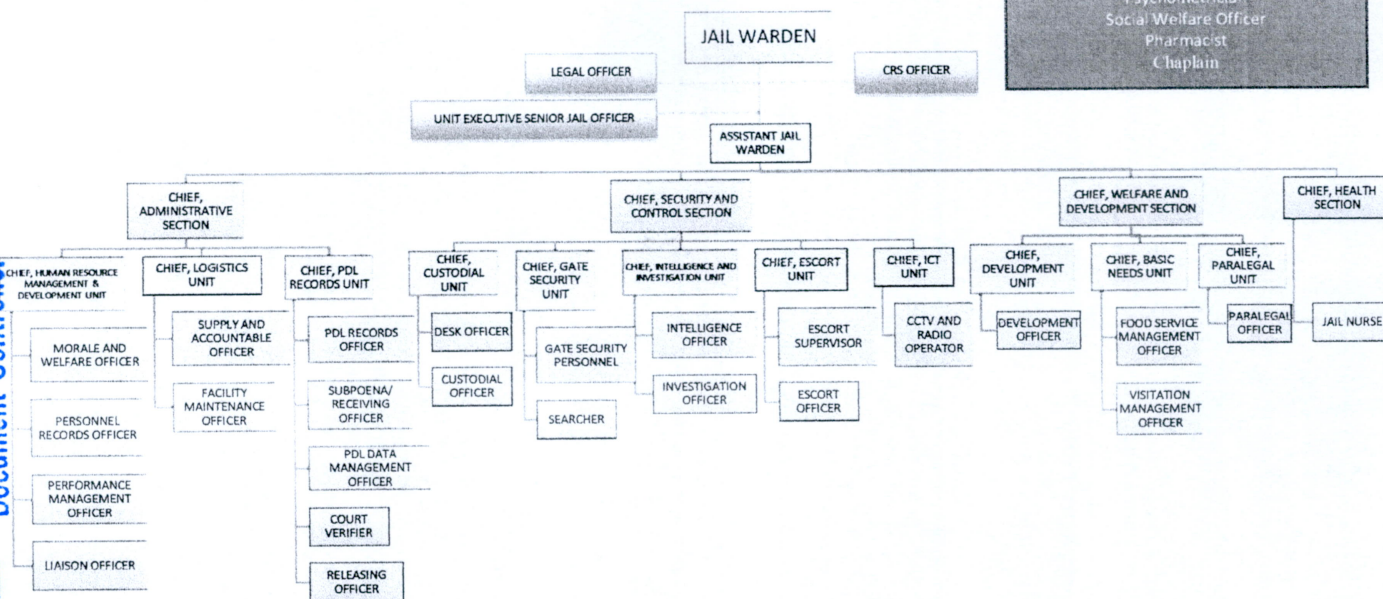 Social Welfare Officer
Pharmacist
Chaplain
JAIL WARDEN
LEGAL OFFICER
CRS OFFICER
UNIT EXECUTIVE SENIOR JAIL OFFICER
ASSISTANT JAIL
WARDEN
CHIEF,
ADMINISTRATIVE
SECTION
CHIEF, SECURITY AND
CONTROL SECTION
CHIEF, WELFARE AND
DEVELOPMENT SECTION
CHIEF, HEALTH
SECTION
CHIEF, HUMAN RESOURCE
MANAGEMENT &
DEVELOPMENT UNIT
CHIEF, LOGISTICS
UNIT
CHIEF, PDL
RECORDS UNIT
CHIEF,
CUSTODIAL
UNIT
CHIEF, GATE
SECURITY
UNIT
CHIEF, INTELLIGENCE AND
INVESTIGATION UNIT
CHIEF, ESCORT
UNIT
CHIEF, ICT
UNIT
CHIEF,
DEVELOPMENT
UNIT
CHIEF, BASIC
NEEDS UNIT
CHIEF,
PARALEGAL
UNIT
MORALE AND
WELFARE OFFICER
PERSONNEL
RECORDS OFFICER
PERFORMANCE
MANAGEMENT
OFFICER
LIAISON OFFICER
SUPPLY AND
ACCOUNTABLE
OFFICER
FACILITY
MAINTENANCE
OFFICER
PDL RECORDS
OFFICER
SUBPOENA/
RECEIVING
OFFICER
PDL DATA
MANAGEMENT
OFFICER
COURT
VERIFIER
RELEASING
OFFICER
DESK OFFICER
CUSTODIAL
OFFICER
GATE SECURITY
PERSONNEL
SEARCHER
INTELLIGENCE
OFFICER
INVESTIGATION
OFFICER
ESCORT
SUPERVISOR
ESCORT
OFFICER
CCTV AND
RADIO
OPERATOR
DEVELOPMENT
OFFICER
FOOD SERVICE
MANAGEMENT
OFFICER
VISITATION
MANAGEMENT
OFFICER
PARALEGAL
OFFICER
JAIL NURSE